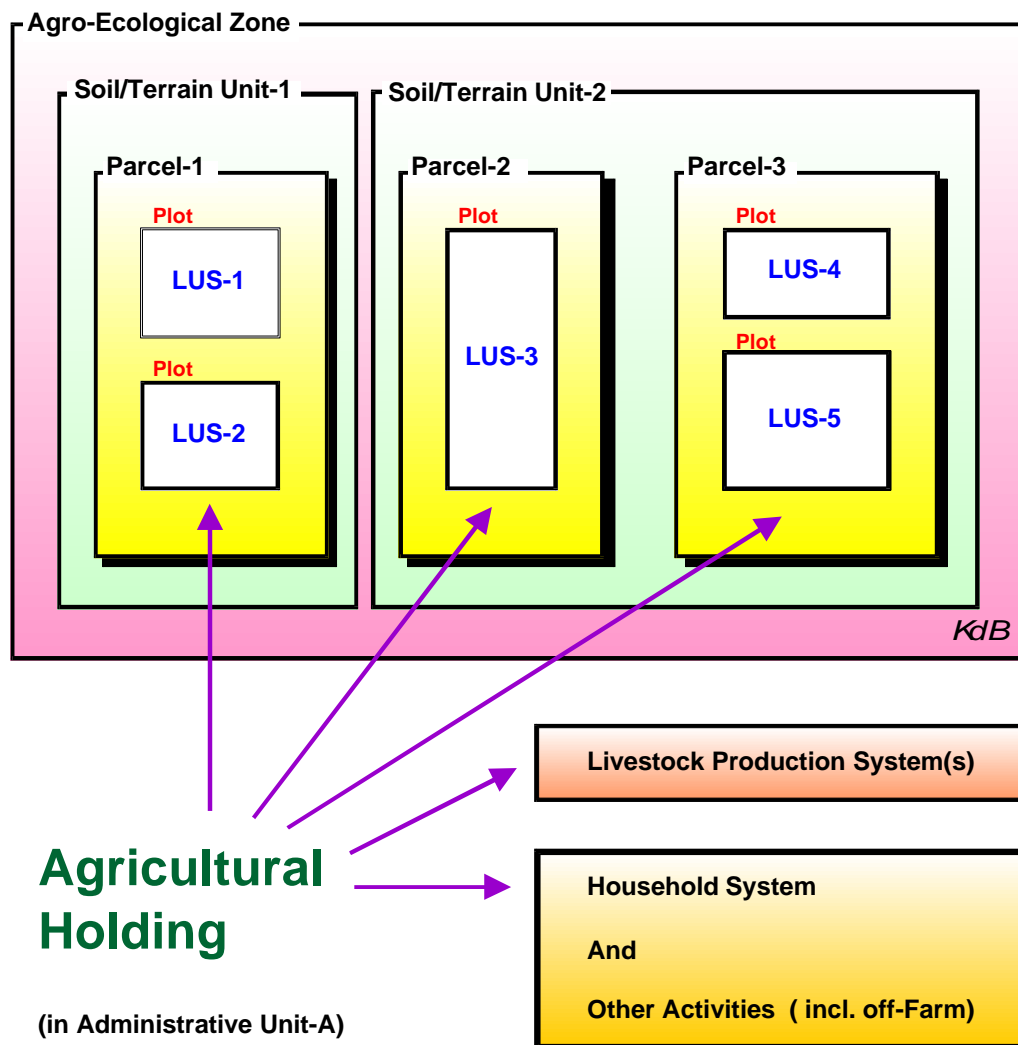 Agro-Ecological Zone
Soil/Terrain Unit-1
Soil/Terrain Unit-2
Parcel-1
Parcel-2
Parcel-3
Plot
LUS-1
Plot
LUS-2
Plot
LUS-3
Plot
LUS-4
Plot
LUS-5
KdB
Livestock Production System(s)
Agricultural
Holding
(in Administrative Unit-A)
Household System
And
Other Activities ( incl. off-Farm)